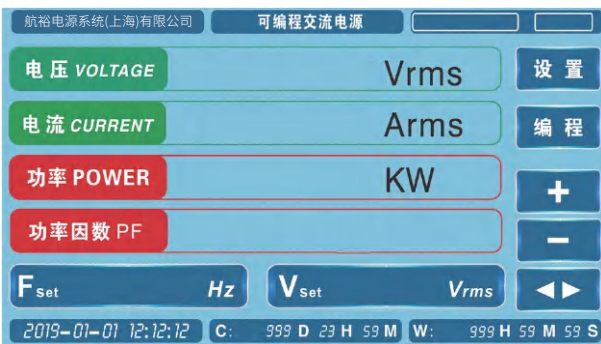 航裕电源系统(上海)有限公司 可编程交流电源
电压 VOLTAGE Vrms 设置
电流 CURRENT Arms 编程
功率 POWER KW +
功率因数 PF −
Fset Hz Vset Vrms ◀▶
2019-01-01 12:12:12 C: 999 D 23 H 59 M W: 999 H 59 M 59 S